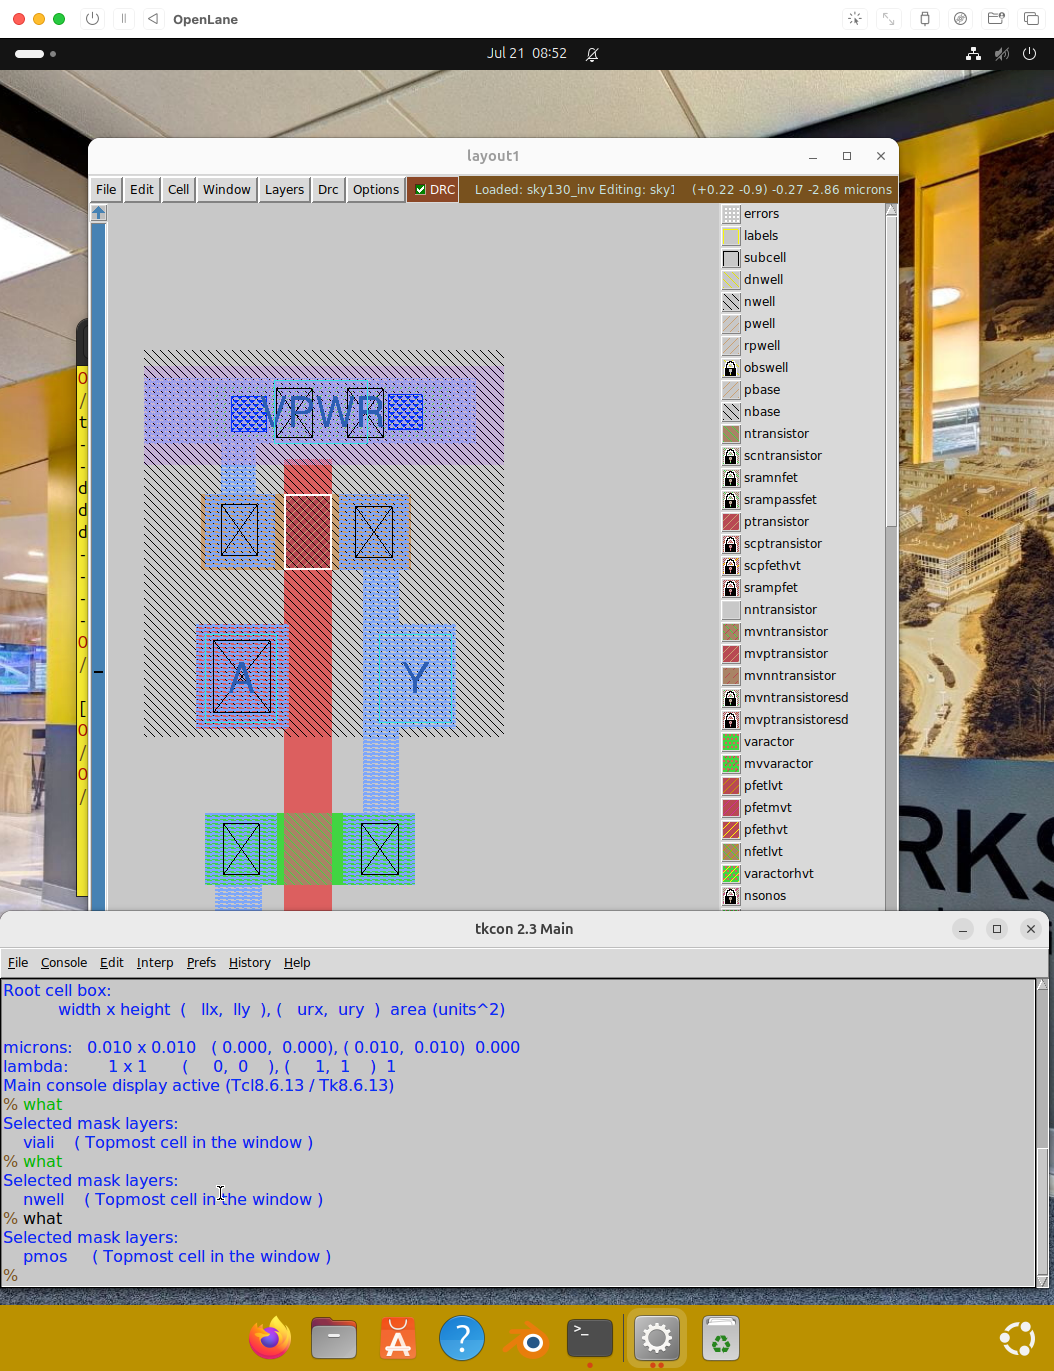 OpenLane
Jul 21 08:52
layout1
File Edit Cell Window Layers Drc Options DRC Loaded: sky130_inv Editing: sky1 (+0.22 -0.9) -0.27 -2.86 microns
errors
labels
subcell
dnwell
nwell
pwell
rpwell
obswell
pbase
nbase
ntransistor
scntransistor
sramnfet
srampassfet
ptransistor
scptransistor
scpfethvt
srampfet
nntransistor
mvntransistor
mvptransistor
mvnntransistor
mvntransistoresd
mvptransistoresd
varactor
mvvaractor
pfetlvt
pfetmvt
pfethvt
nfetlvt
varactorhvt
nsonos
VPWR
A
Y
RKS
tkcon 2.3 Main
File Console Edit Interp Prefs History Help
Root cell box:
width x height ( llx, lly ), ( urx, ury ) area (units^2)
microns: 0.010 x 0.010 ( 0.000, 0.000), ( 0.010, 0.010) 0.000
lambda: 1 x 1 ( 0, 0 ), ( 1, 1 ) 1
Main console display active (Tcl8.6.13 / Tk8.6.13)
% what
Selected mask layers:
viali ( Topmost cell in the window )
% what
Selected mask layers:
nwell ( Topmost cell in the window )
% what
Selected mask layers:
pmos ( Topmost cell in the window )
%